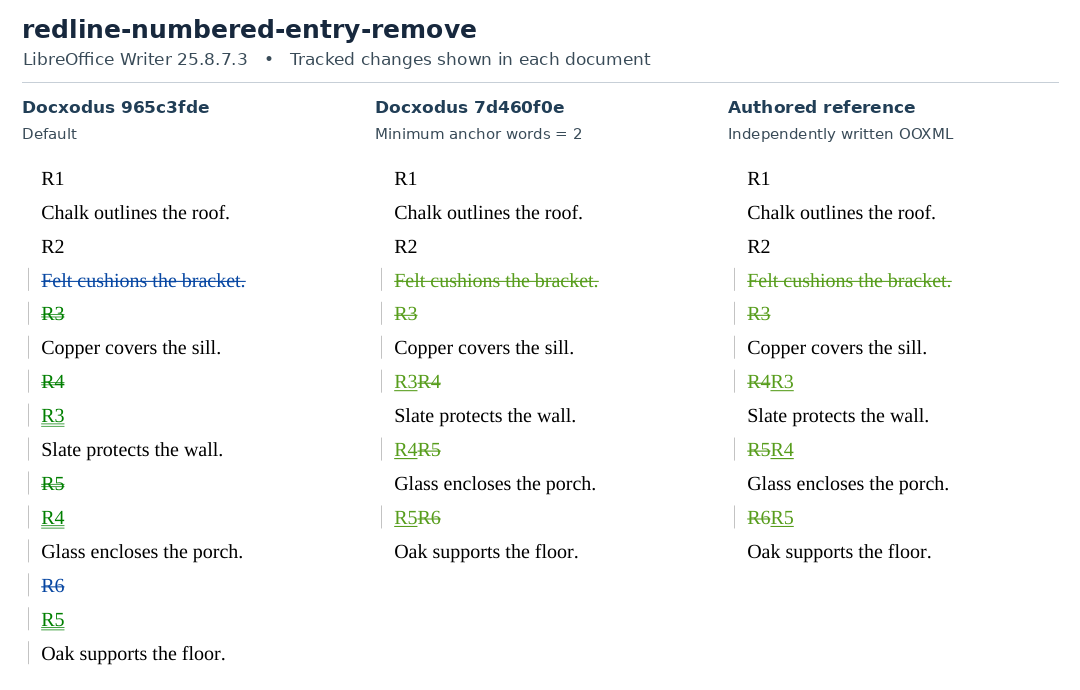 redline-numbered-entry-remove
LibreOffice Writer 25.8.7.3 • Tracked changes shown in each document
Docxodus 965c3fde
Default
R1
Chalk outlines the roof.
R2
Felt cushions the bracket.
R3
Copper covers the sill.
R4
R3
Slate protects the wall.
R5
R4
Glass encloses the porch.
R6
R5
Oak supports the floor.
Docxodus 7d460f0e
Minimum anchor words = 2
R1
Chalk outlines the roof.
R2
Felt cushions the bracket.
R3
Copper covers the sill.
R3R4
Slate protects the wall.
R4R5
Glass encloses the porch.
R5R6
Oak supports the floor.
Authored reference
Independently written OOXML
R1
Chalk outlines the roof.
R2
Felt cushions the bracket.
R3
Copper covers the sill.
R4R3
Slate protects the wall.
R5R4
Glass encloses the porch.
R6R5
Oak supports the floor.